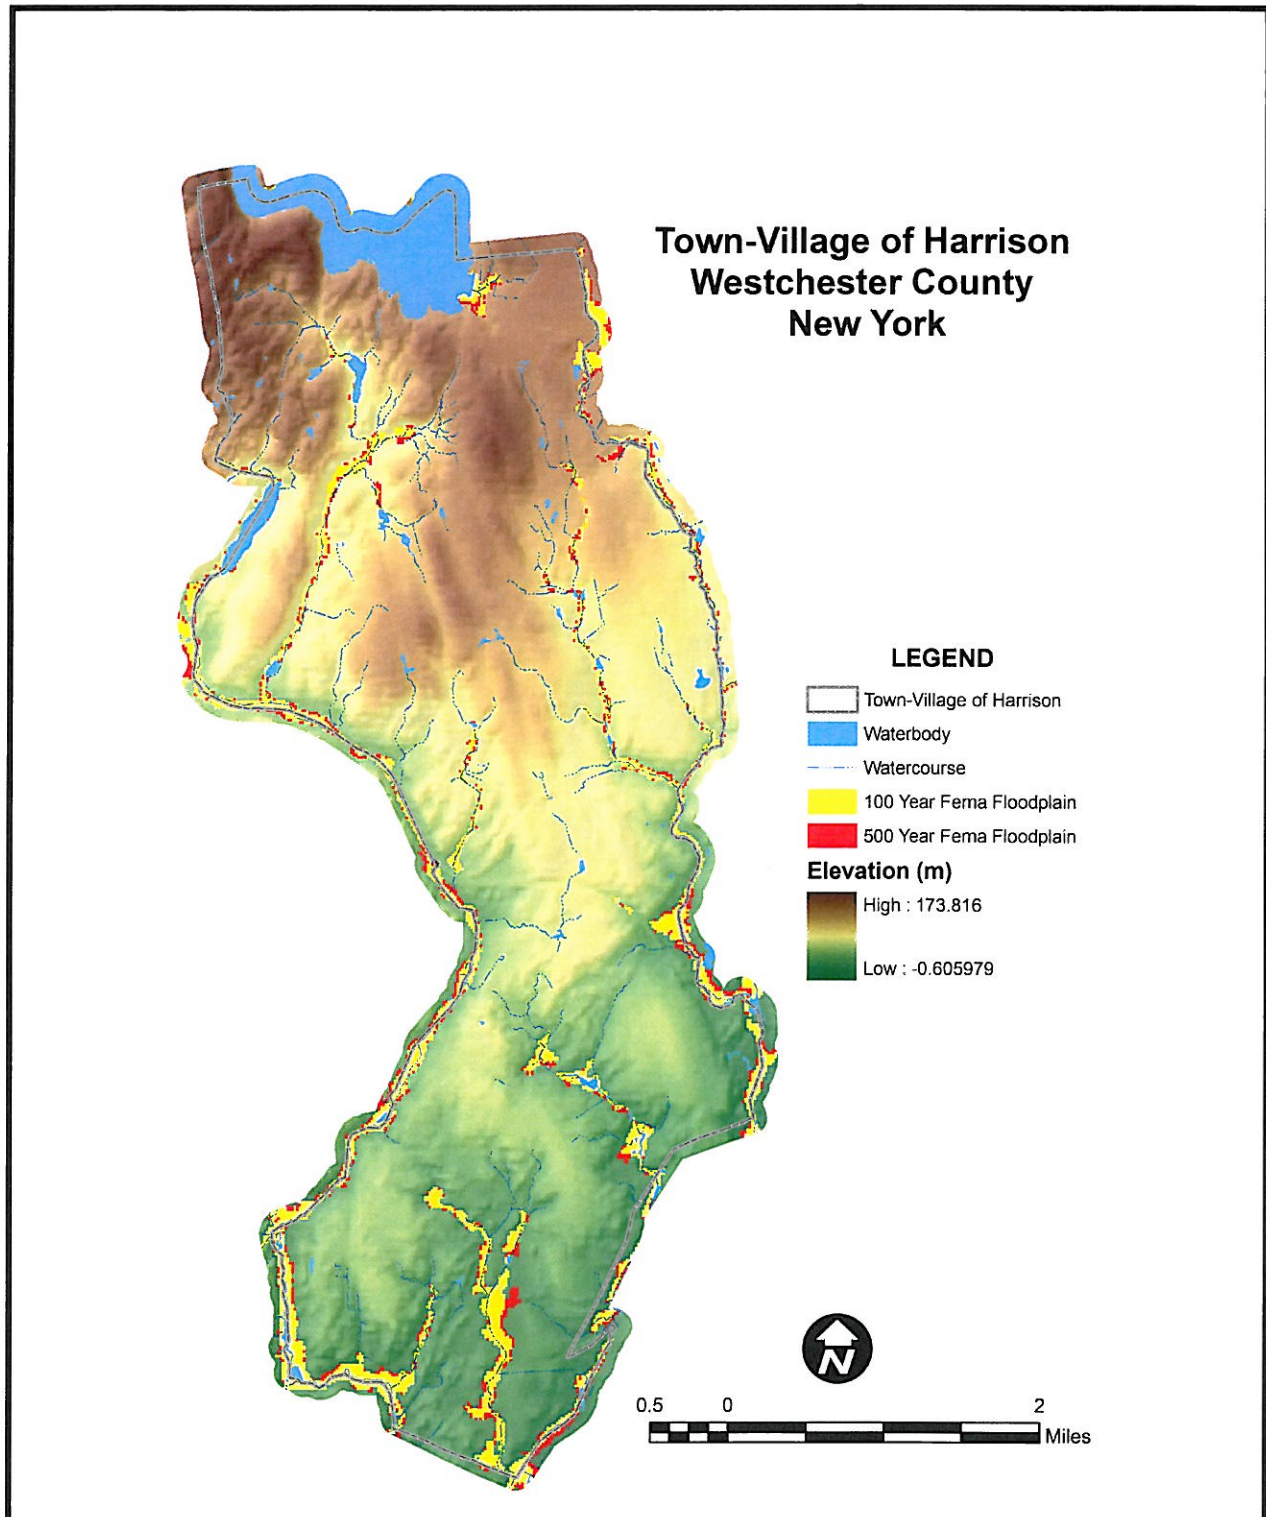 Town-Village of Harrison
Westchester County
New York
LEGEND
Town-Village of Harrison
Waterbody
Watercourse
100 Year Fema Floodplain
500 Year Fema Floodplain
Elevation (m)
High : 173.816
Low : -0.605979
N
0.5 0 2
Miles